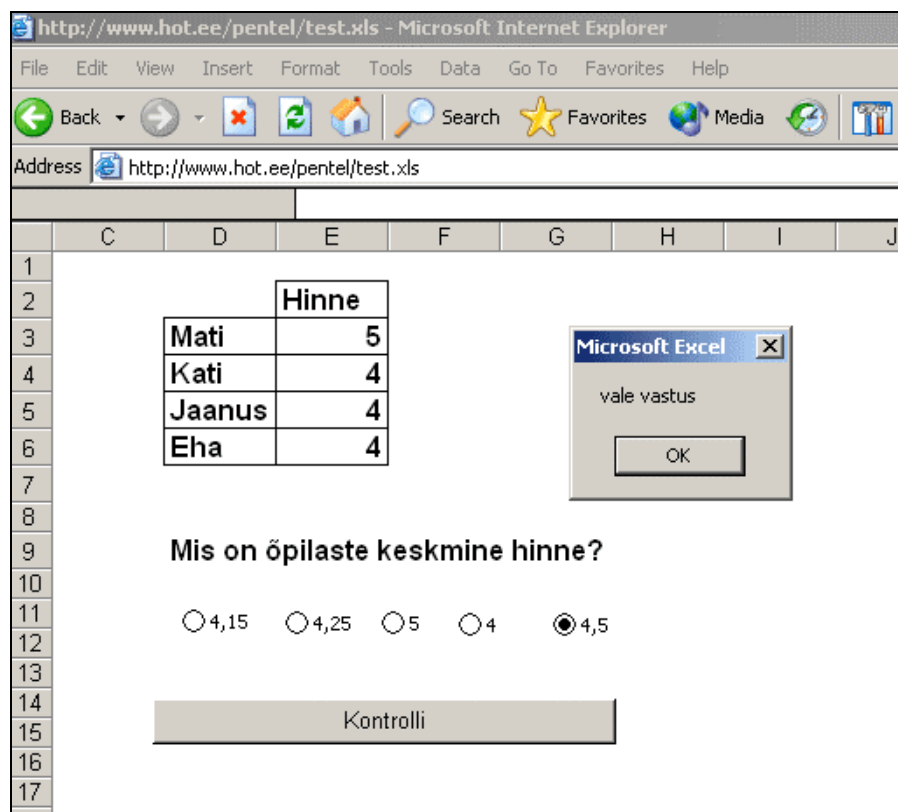 http://www.hot.ee/pentel/test.xls - Microsoft Internet Explorer
File Edit View Insert Format Tools Data Go To Favorites Help
Back Search Favorites Media
Address http://www.hot.ee/pentel/test.xls
C D E F G H I J
1
2 Hinne
3 Mati 5
4 Kati 4
5 Jaanus 4
6 Eha 4
7
8
9 Mis on õpilaste keskmine hinne?
10
11
12
13
14
15
16
17
4,15 4,25 5 4 4,5
Kontrolli
Microsoft Excel
vale vastus
OK